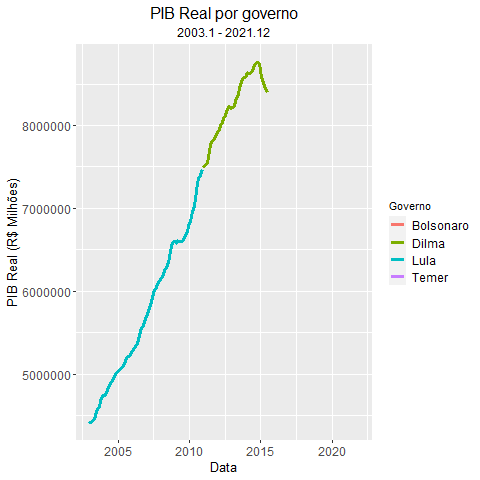 PIB Real por governo
2003.1 - 2021.12
PIB Real (R$ Milhões)
8000000
7000000
6000000
5000000
2005
2010
2015
2020
Data
Governo
Bolsonaro
Dilma
Lula
Temer